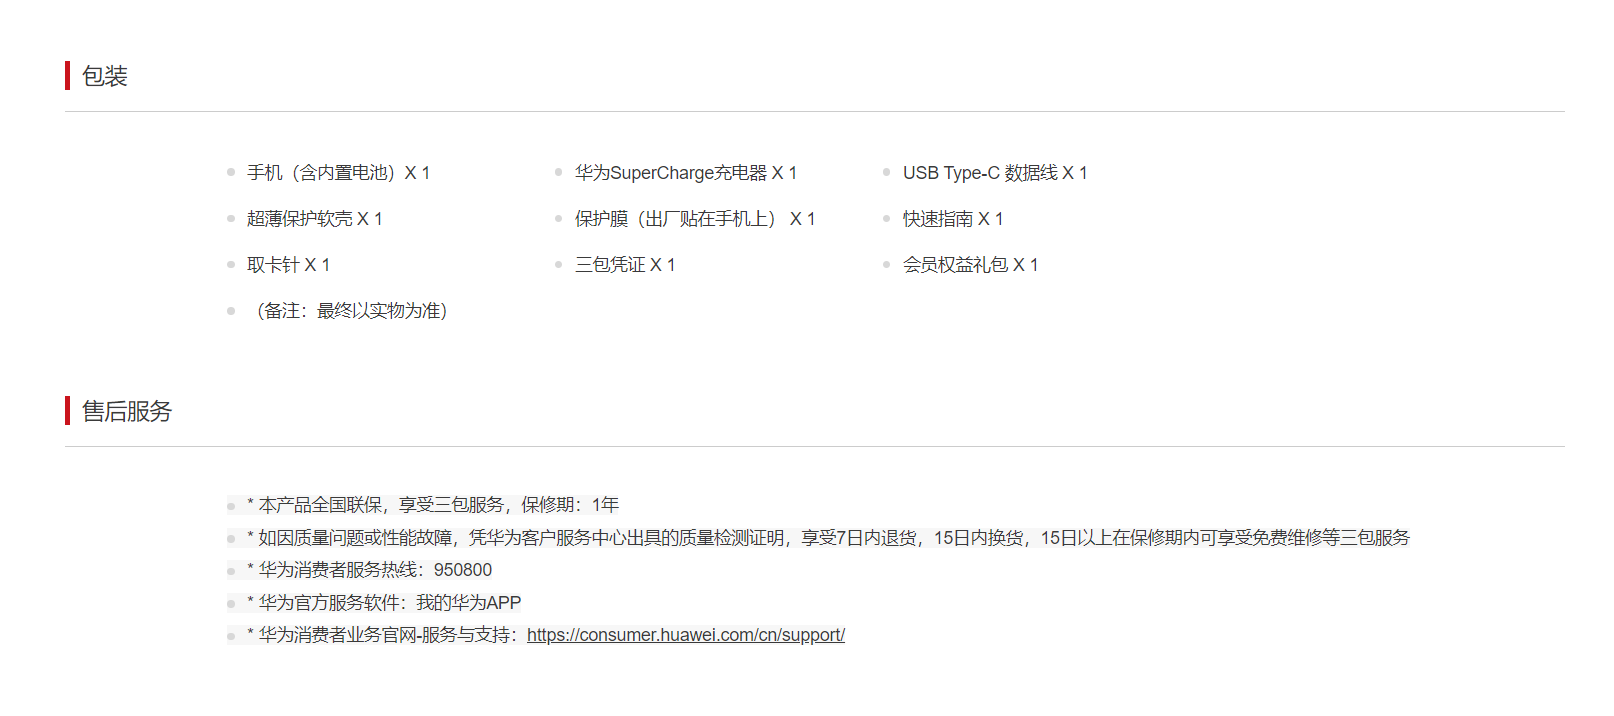 包装
手机（含内置电池）X 1 华为SuperCharge充电器 X 1 USB Type-C 数据线 X 1
超薄保护软壳 X 1 保护膜（出厂贴在手机上） X 1 快速指南 X 1
取卡针 X 1 三包凭证 X 1 会员权益礼包 X 1
（备注：最终以实物为准）
售后服务
* 本产品全国联保，享受三包服务，保修期：1年
* 如因质量问题或性能故障，凭华为客户服务中心出具的质量检测证明，享受7日内退货，15日内换货，15日以上在保修期内可享受免费维修等三包服务
* 华为消费者服务热线：950800
* 华为官方服务软件：我的华为APP
* 华为消费者业务官网-服务与支持：https://consumer.huawei.com/cn/support/